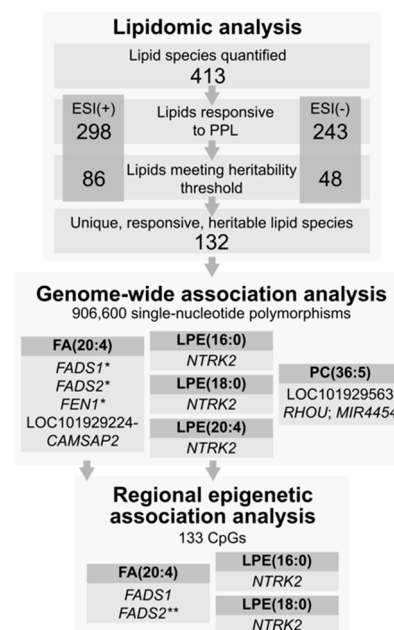 Lipidomic analysis
Lipid species quantified
413
ESI(+)
298
Lipids responsive
to PPL
ESI(-)
243
86
Lipids meeting heritability
threshold
48
Unique, responsive, heritable lipid species
132
Genome-wide association analysis
906,600 single-nucleotide polymorphisms
FA(20:4)
FADS1*
FADS2*
FEN1*
LOC101929224-
CAMSAP2
LPE(16:0)
NTRK2
LPE(18:0)
NTRK2
LPE(20:4)
NTRK2
PC(36:5)
LOC101929563
RHOU; MIR4454
Regional epigenetic
association analysis
133 CpGs
FA(20:4)
FADS1
FADS2**
LPE(16:0)
NTRK2
LPE(18:0)
NTRK2